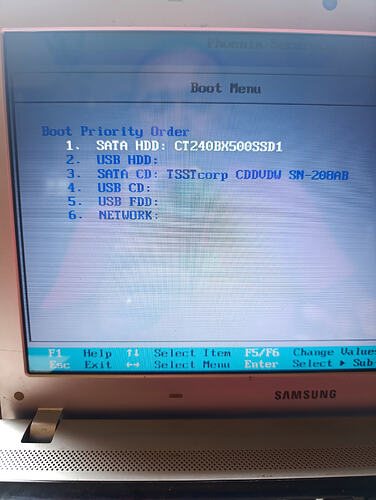 Boot Menu
Boot Priority Order
1. SATA HDD: CT240BX500SSD1
2. USB HDD:
3. SATA CD: TSSTcorp CDDVDW SN-208AB
4. USB CD:
5. USB FDD:
6. NETWORK:
F1 Help ↑↓ Select Item F5/F6 Change Values
Esc Exit ←→ Select Menu Enter Select ▶ Sub-
SAMSUNG